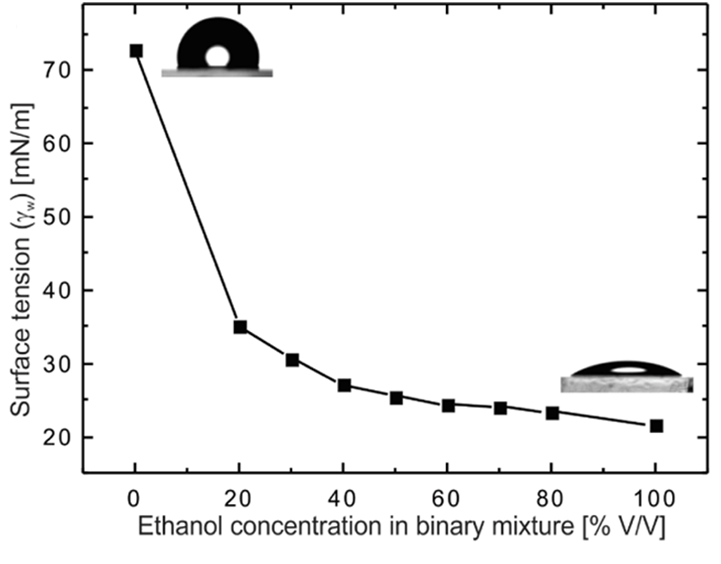 Surface tension (γw) [mN/m]
70
60
50
40
30
20
0 20 40 60 80 100
Ethanol concentration in binary mixture [% V/V]